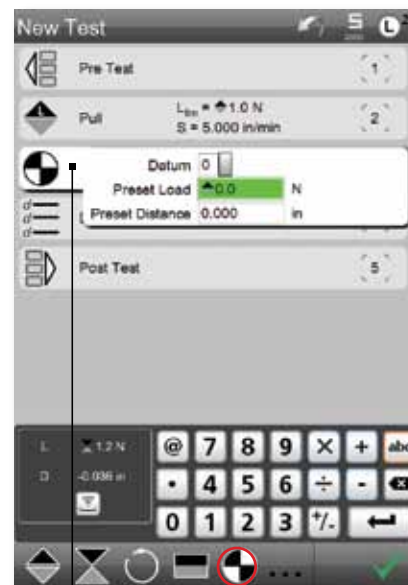 New Test
L
Pre Test
1
L
Pull
L = 1.0 N
S = 5.000 in/min
2
Datum 0
Preset Load 0.0 N
Preset Distance 0.000 in
Post Test
5
L 1.2 N
D -0.036 in
@ 7 8 9 × + abc
• 4 5 6 ÷ -
0 1 2 3 +/-
...